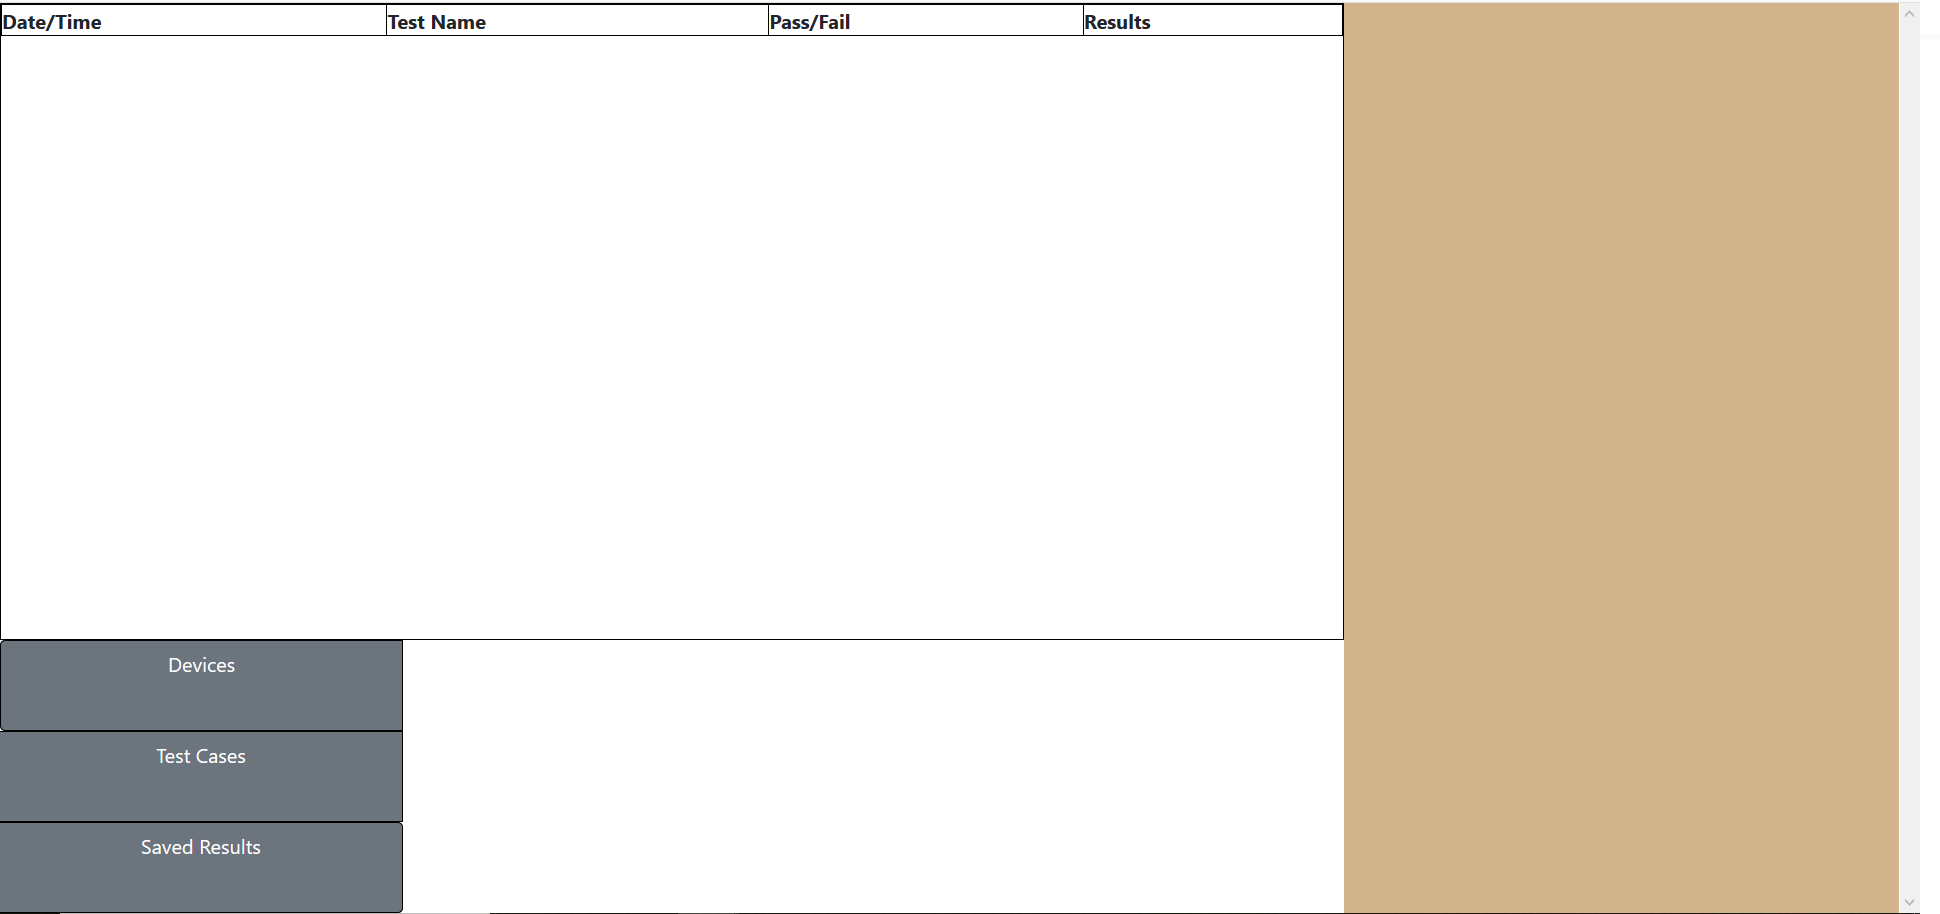 Date/Time Test Name Pass/Fail Results
Devices
Test Cases
Saved Results